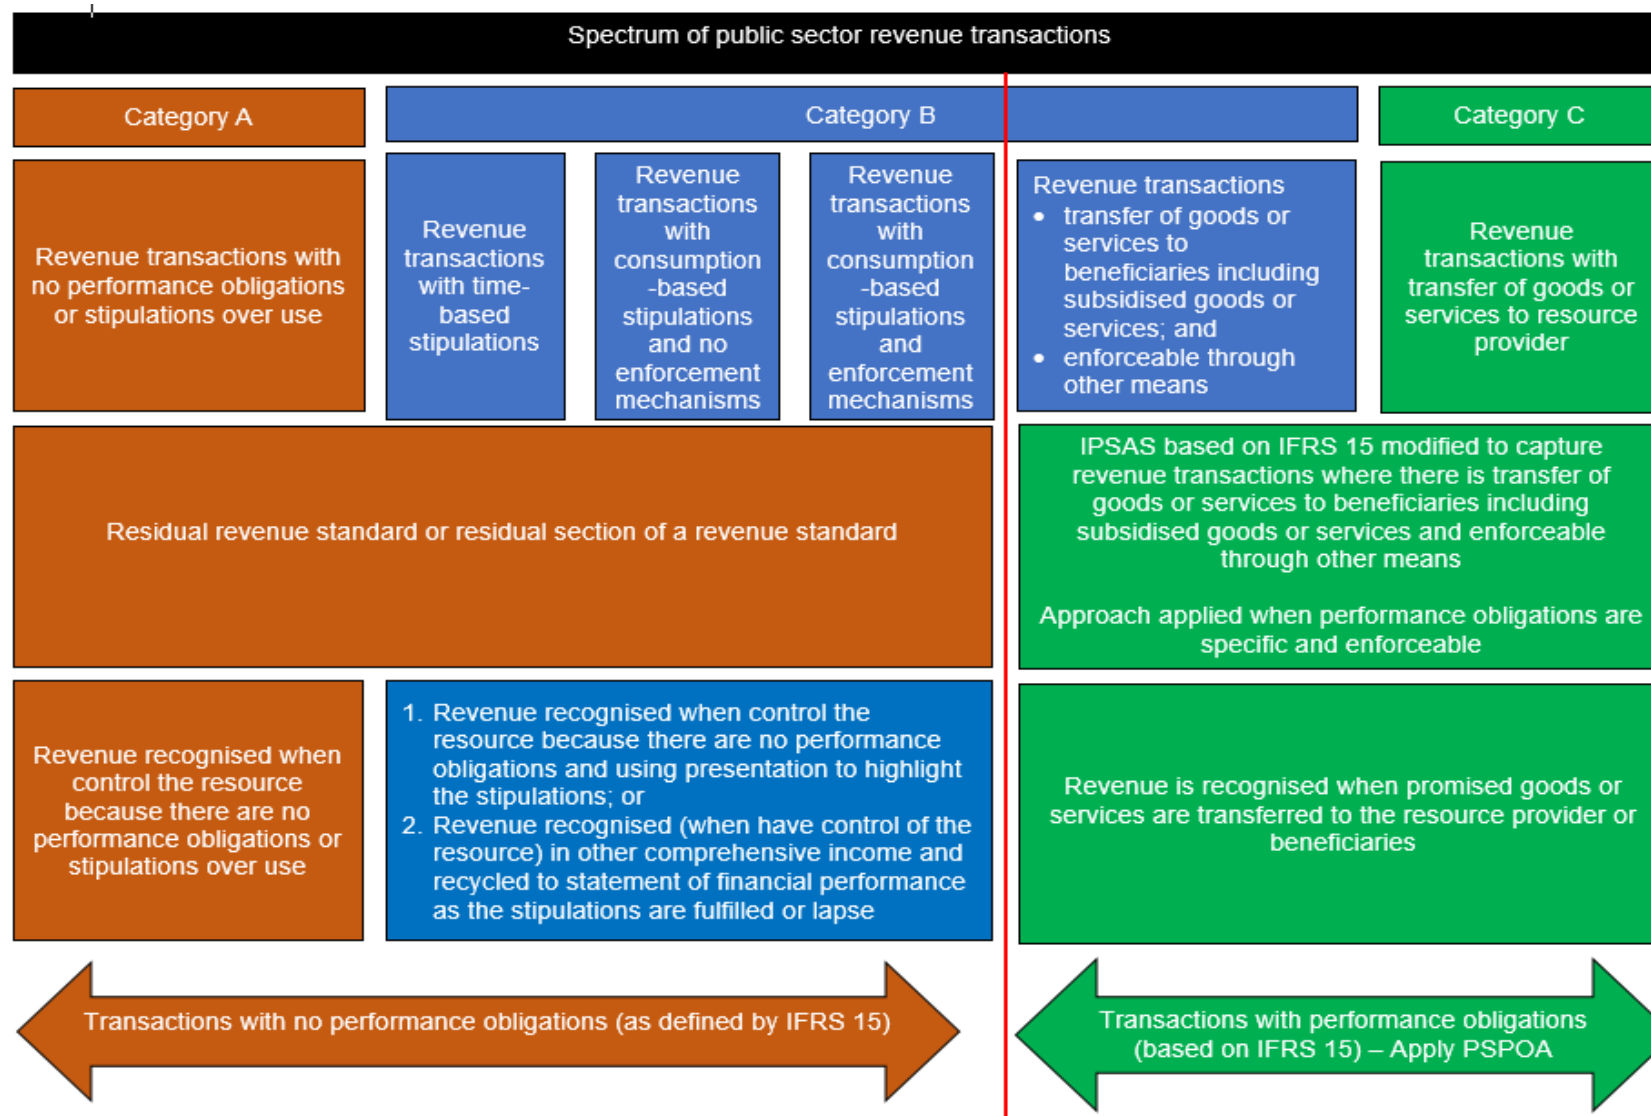 Spectrum of public sector revenue transactions
Category A
Category B
Category C
Revenue transactions with
no performance obligations
or stipulations over use
Revenue
transactions
with time-
based
stipulations
Revenue
transactions
with
consumption
-based
stipulations
and no
enforcement
mechanisms
Revenue
transactions
with
consumption
-based
stipulations
and
enforcement
mechanisms
Revenue transactions
• transfer of goods or
services to
beneficiaries including
subsidised goods or
services; and
• enforceable through
other means
Revenue
transactions with
transfer of goods or
services to resource
provider
Residual revenue standard or residual section of a revenue standard
IPSAS based on IFRS 15 modified to capture
revenue transactions where there is transfer of
goods or services to beneficiaries including
subsidised goods or services and enforceable
through other means
Approach applied when performance obligations are
specific and enforceable
Revenue recognised when
control the resource
because there are no
performance obligations or
stipulations over use
1. Revenue recognised when control the
resource because there are no performance
obligations and using presentation to highlight
the stipulations; or
2. Revenue recognised (when have control of the
resource) in other comprehensive income and
recycled to statement of financial performance
as the stipulations are fulfilled or lapse
Revenue is recognised when promised goods or
services are transferred to the resource provider or
beneficiaries
Transactions with no performance obligations (as defined by IFRS 15)
Transactions with performance obligations
(based on IFRS 15) – Apply PSPOA